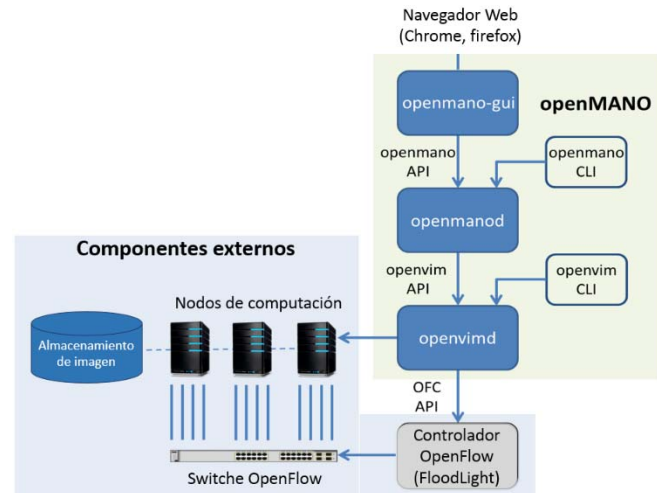 Navegador Web
(Chrome, firefox)
openmano-gui
openMANO
openmano
API
openmano
CLI
openmanod
Componentes externos
openvim
API
openvim
CLI
Nodos de computación
Almacenamiento
de imagen
openvimd
OFC
API
Controlador
OpenFlow
(FloodLight)
Switche OpenFlow